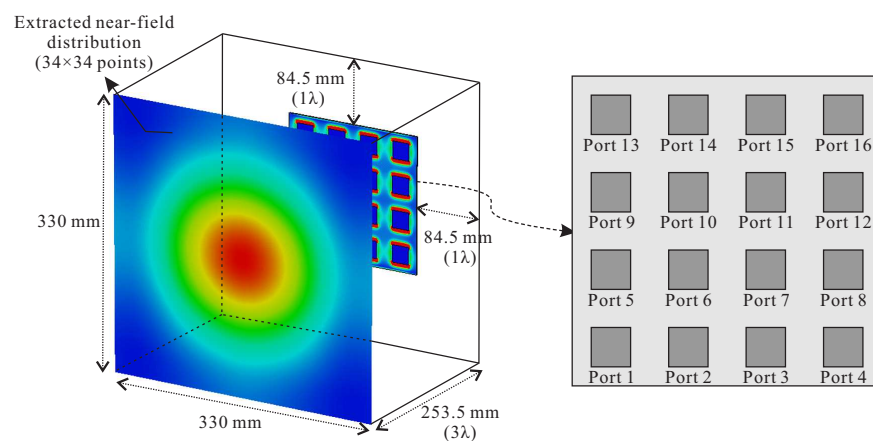 Extracted near-field
distribution
(34×34 points)
84.5 mm
(1λ)
330 mm
84.5 mm
(1λ)
330 mm
253.5 mm
(3λ)
Port 13 Port 14 Port 15 Port 16
Port 9 Port 10 Port 11 Port 12
Port 5 Port 6 Port 7 Port 8
Port 1 Port 2 Port 3 Port 4